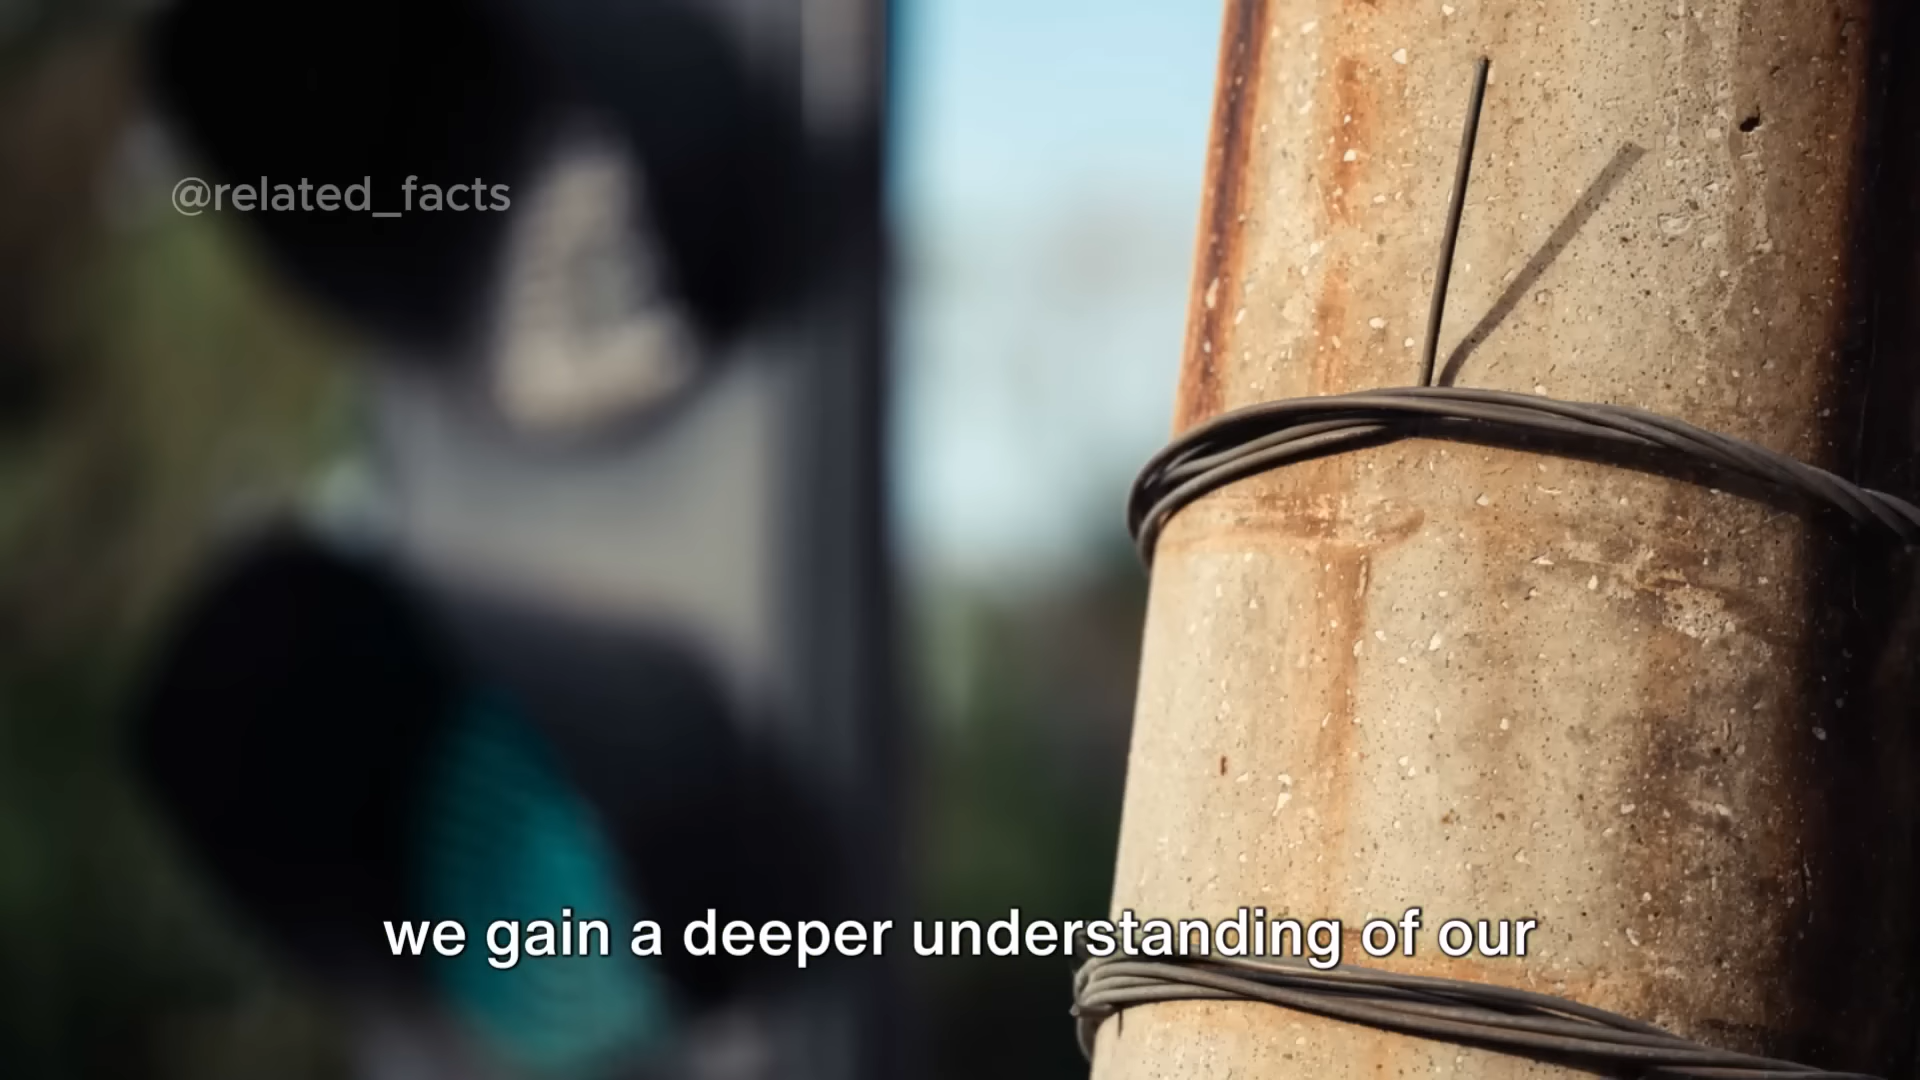 @related_facts
we gain a deeper understanding of our